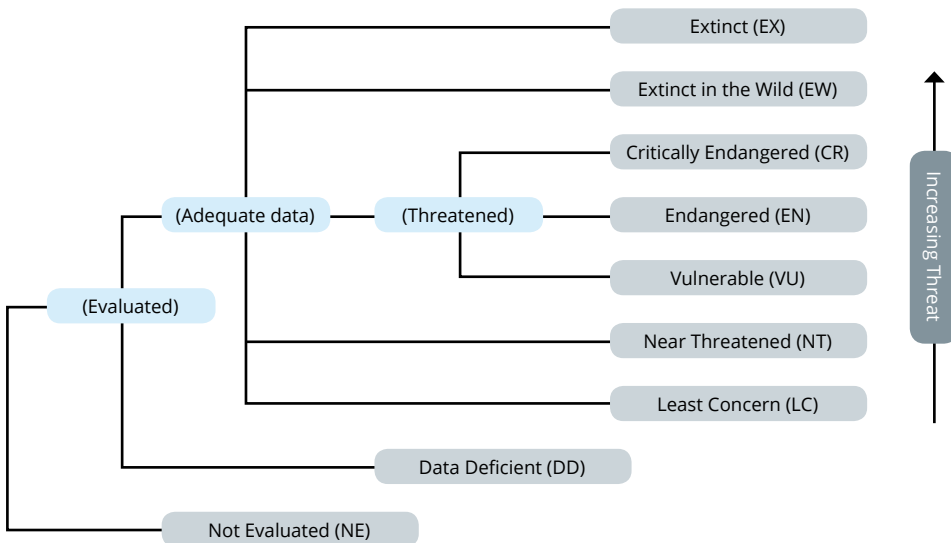 Extinct (EX)
Extinct in the Wild (EW)
Critically Endangered (CR)
(Adequate data)
(Threatened)
Endangered (EN)
Increasing Threat
Vulnerable (VU)
(Evaluated)
Near Threatened (NT)
Least Concern (LC)
Data Deficient (DD)
Not Evaluated (NE)